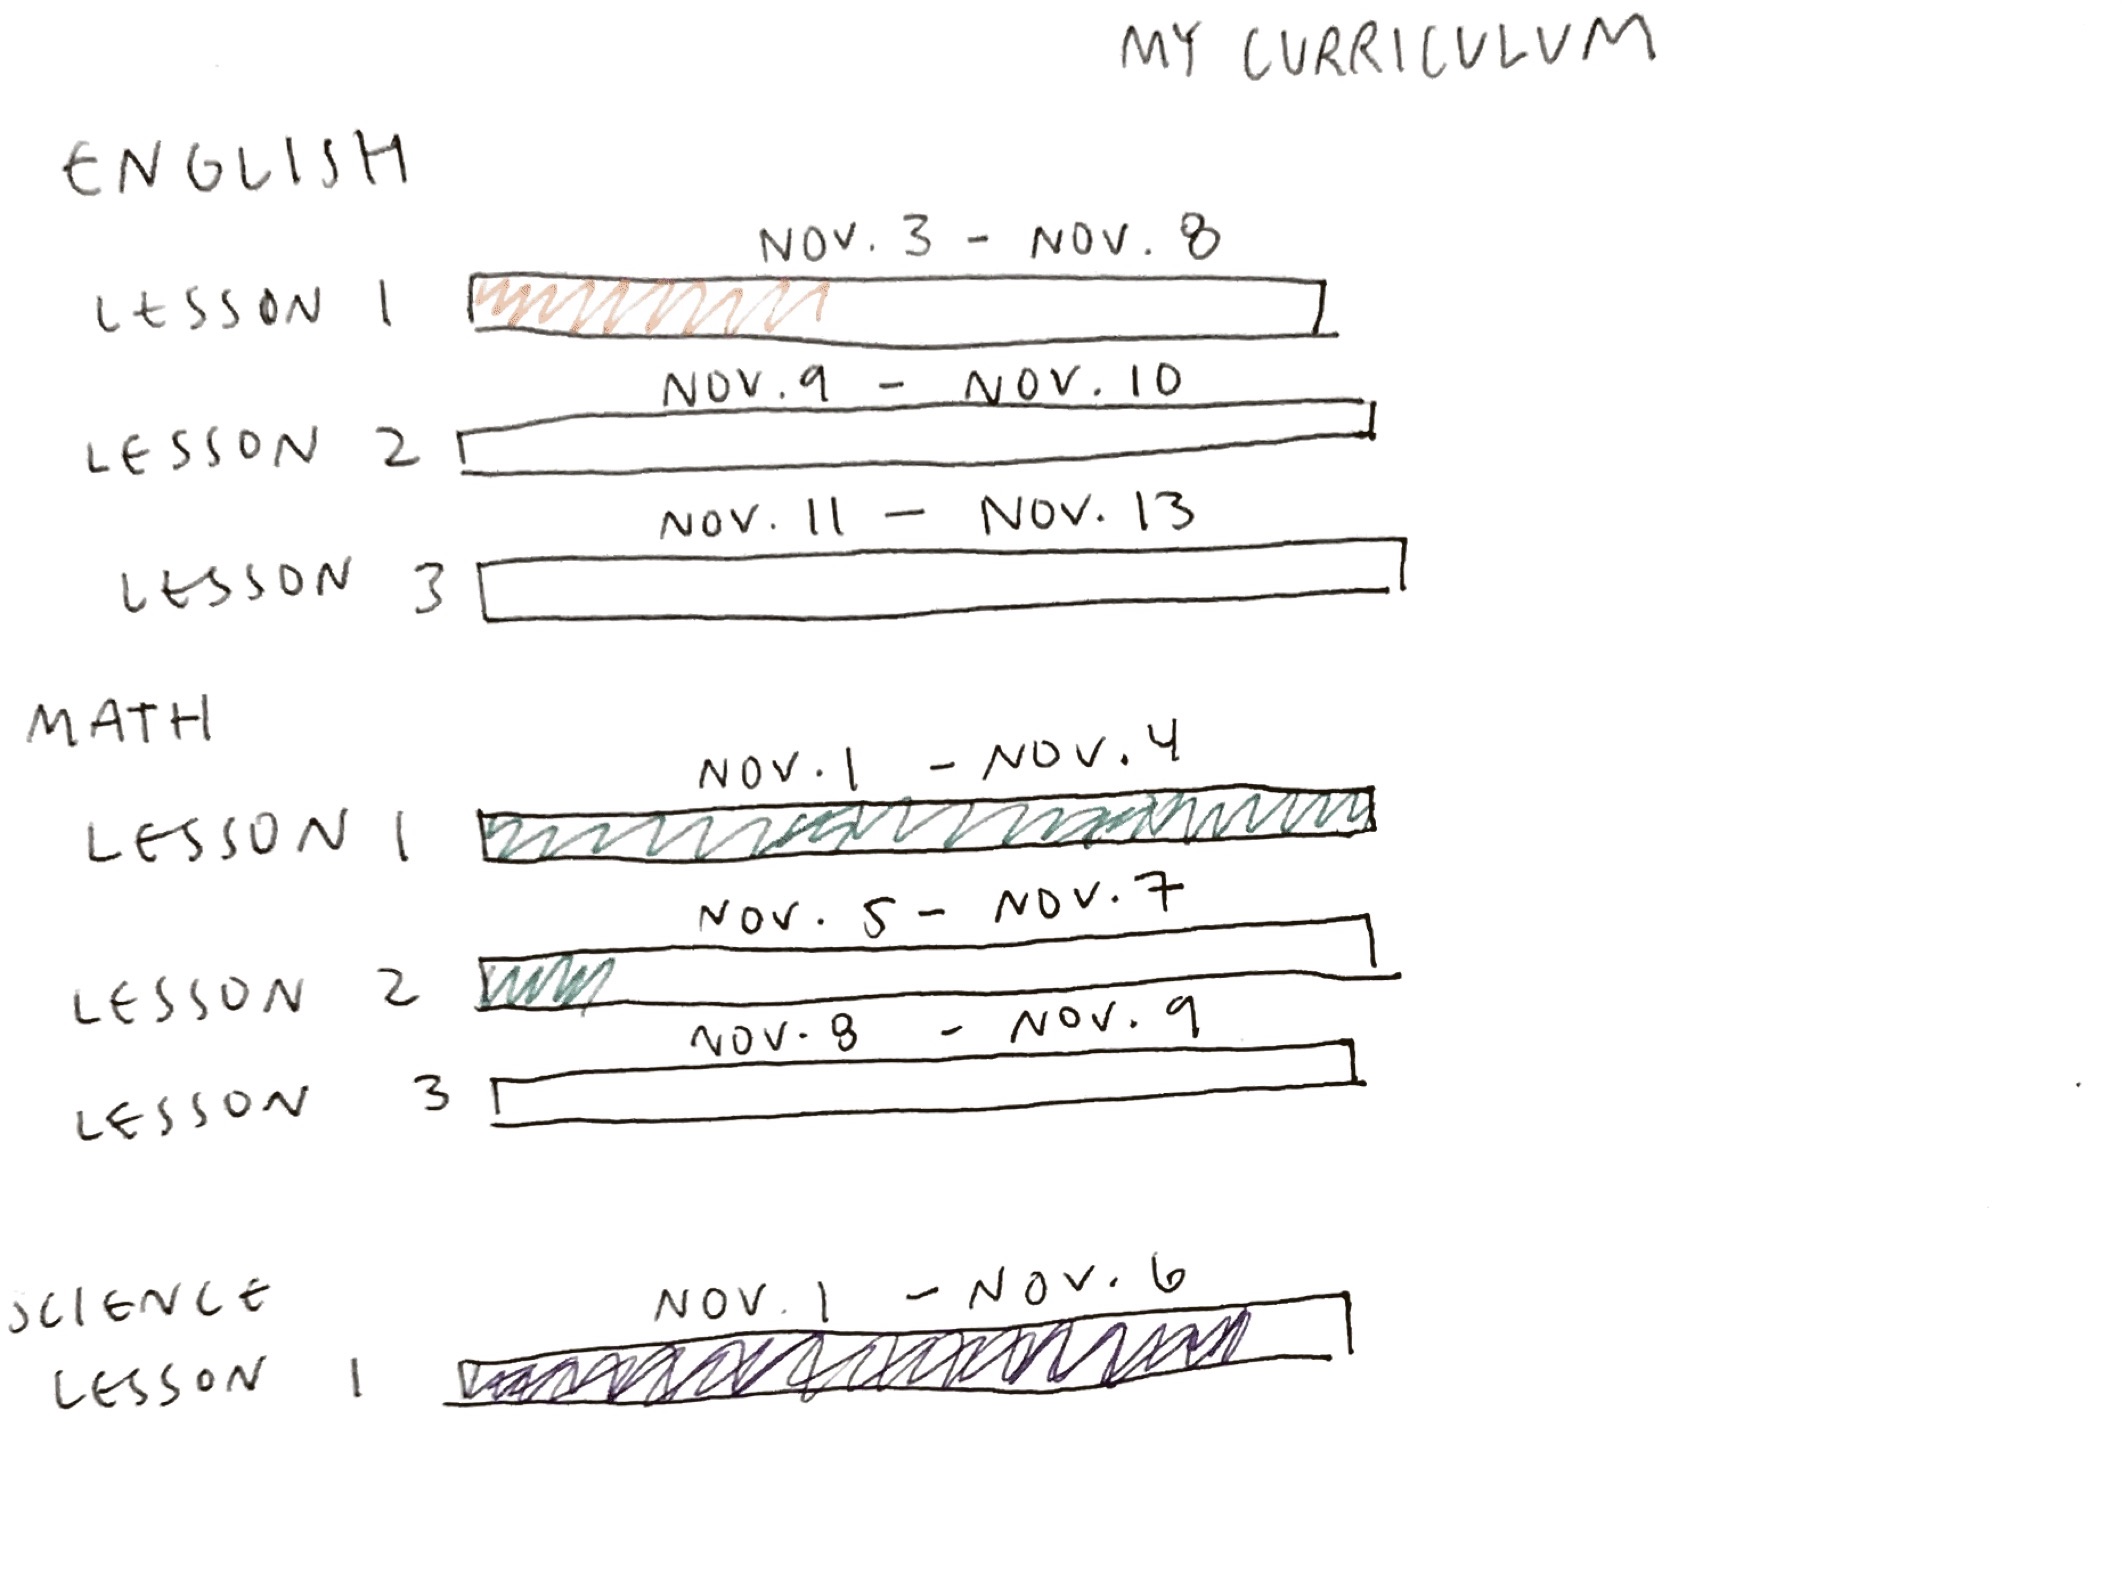 MY CURRICULUM
ENGLISH
NOV. 3 - NOV. 8
LESSON 1
NOV. 9 - NOV. 10
LESSON 2
NOV. 11 - NOV. 13
LESSON 3
MATH
NOV. 1 - NOV. 4
LESSON 1
NOV. 5 - NOV. 7
LESSON 2
NOV. 8 - NOV. 9
LESSON 3
SCIENCE
NOV. 1 - NOV. 6
LESSON 1